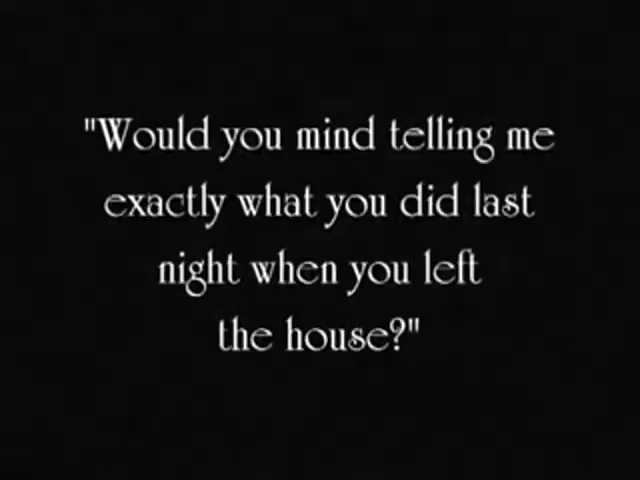 "Would you mind telling me
exactly what you did last
night when you left
the house?"